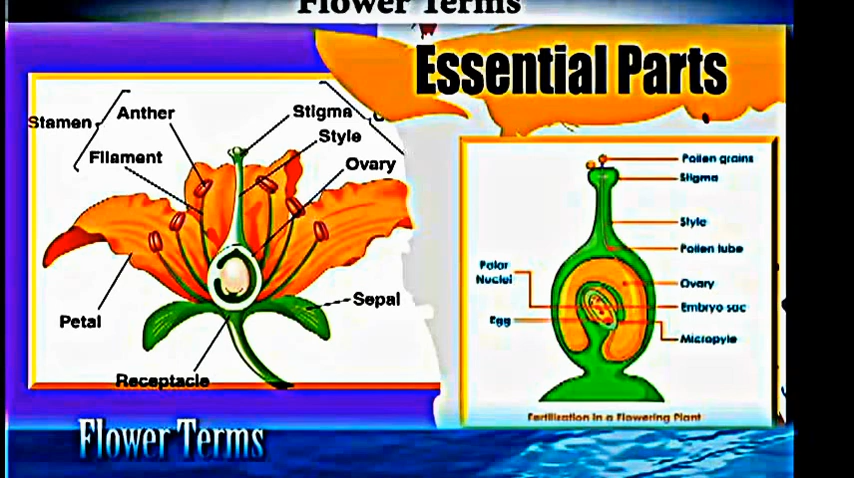 Flower Terms
Essential Parts
Stamen
Anther
Filament
Stigma
Style
Ovary
Petal
Sepal
Receptacle
Flower Terms
Pollen grains
Stigma
Style
Pollen tube
Polar
Nuclei
Ovary
Embryo sac
Egg
Micropyle
Fertilization in a Flowering Plant